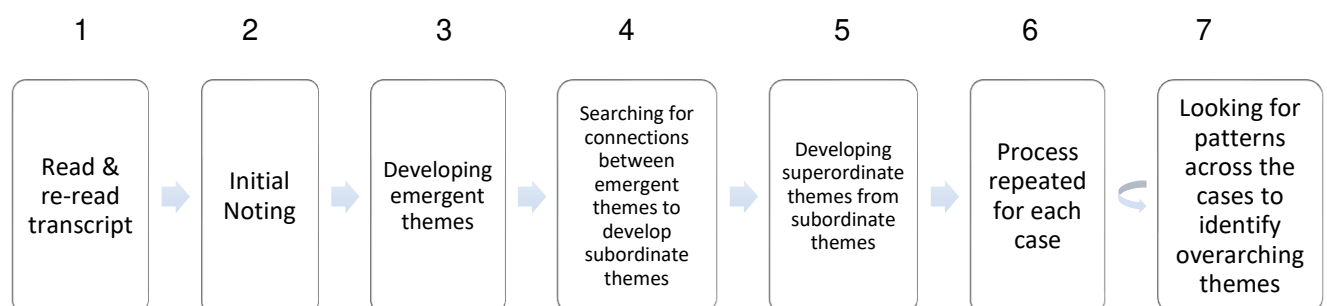 1 2 3 4 5 6 7
Read &
re-read
transcript
Initial
Noting
Developing
emergent
themes
Searching for
connections
between
emergent
themes to
develop
subordinate
themes
Developing
superordinate
themes from
subordinate
themes
Process
repeated
for each
case
Looking for
patterns
across the
cases to
identify
overarching
themes